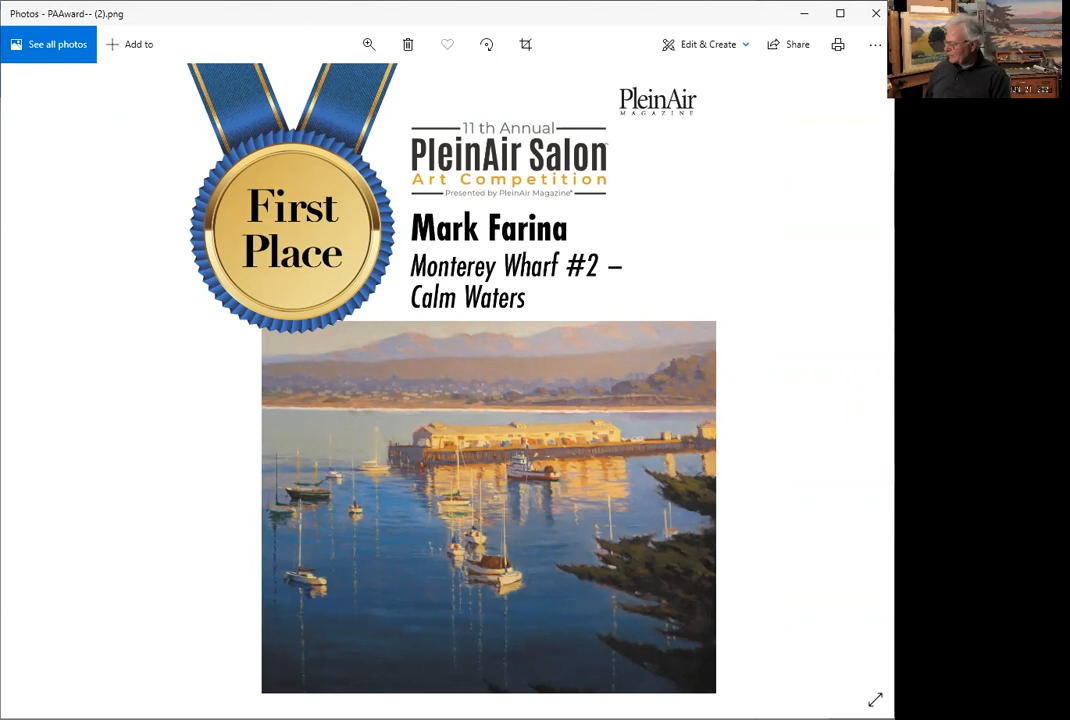 Photos - PAAward-- (2).png
See all photos
Add to
Edit & Create
Share
PleinAir
MAGAZINE
11 th Annual
PleinAir Salon
Art Competition
Presented by PleinAir Magazine®
First
Place
Mark Farina
Monterey Wharf #2 –
Calm Waters